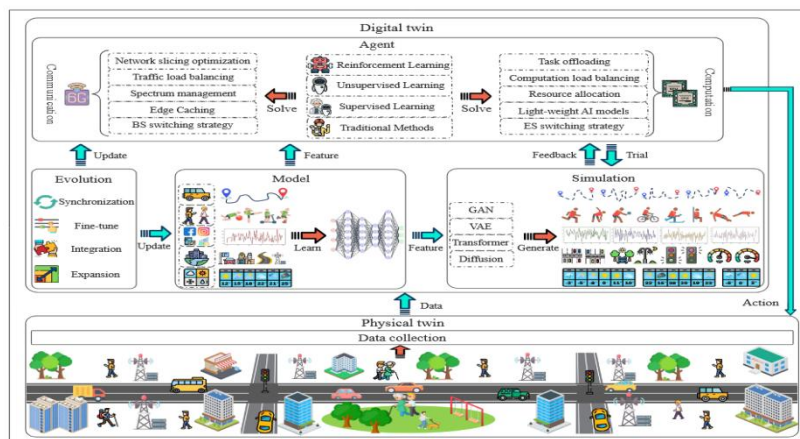 Digital twin
Agent
Communication
6G
Network slicing optimization
Traffic load balancing
Spectrum management
Edge Caching
BS switching strategy
Solve
Reinforcement Learning
Unsupervised Learning
Supervised Learning
Traditional Methods
Solve
Task offloading
Computation load balancing
Resource allocation
Light-weight AI models
ES switching strategy
Computation
Update
Feature
Feedback
Trial
Evolution
Synchronization
Fine-tune
Integration
Expansion
Update
Model
Learn
Feature
Simulation
GAN
VAE
Transformer
Diffusion
Generate
Data
Action
Physical twin
Data collection